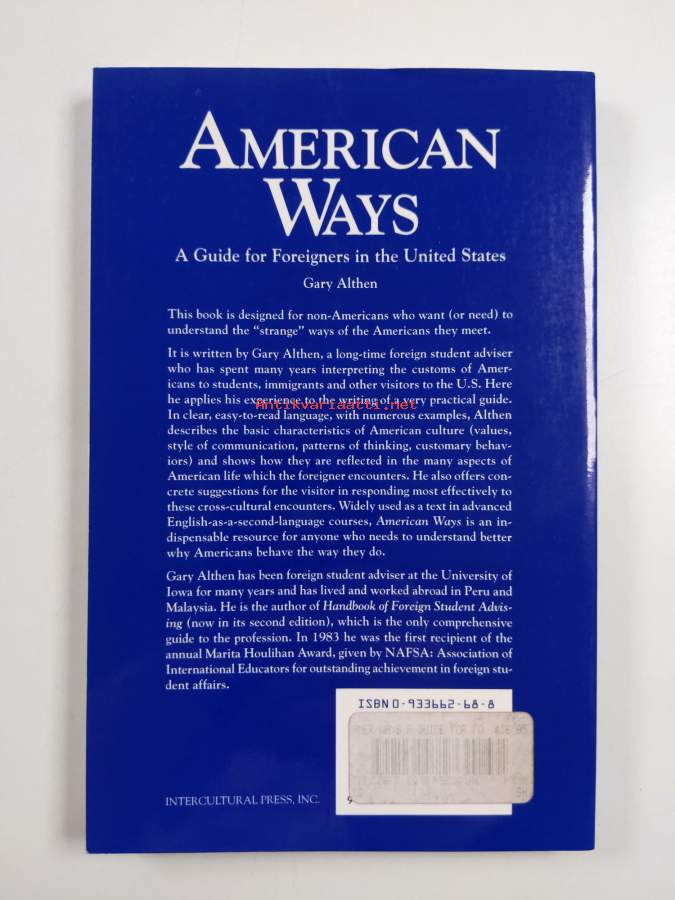 AMERICAN
WAYS
A Guide for Foreigners in the United States
Gary Althen
This book is designed for non-Americans who want (or need) to
understand the “strange” ways of the Americans they meet.
It is written by Gary Althen, a long-time foreign student adviser
who has spent many years interpreting the customs of Amer-
icans to students, immigrants and other visitors to the U.S. Here
he applies his experience to the writing of a very practical guide.
Antikvariaatti.net
In clear, easy-to-read language, with numerous examples, Althen
describes the basic characteristics of American culture (values,
style of communication, patterns of thinking, customary behav-
iors) and shows how they are reflected in the many aspects of
American life which the foreigner encounters. He also offers con-
crete suggestions for the visitor in responding most effectively to
these cross-cultural encounters. Widely used as a text in advanced
English-as-a-second-language courses, American Ways is an in-
dispensable resource for anyone who needs to understand better
why Americans behave the way they do.
Gary Althen has been foreign student adviser at the University of
Iowa for many years and has lived and worked abroad in Peru and
Malaysia. He is the author of Handbook of Foreign Student Advis-
ing (now in its second edition), which is the only comprehensive
guide to the profession. In 1983 he was the first recipient of the
annual Marita Houlihan Award, given by NAFSA: Association of
International Educators for outstanding achievement in foreign stu-
dent affairs.
ISBN 0-933662-68-8
INTERCULTURAL PRESS, INC.
9